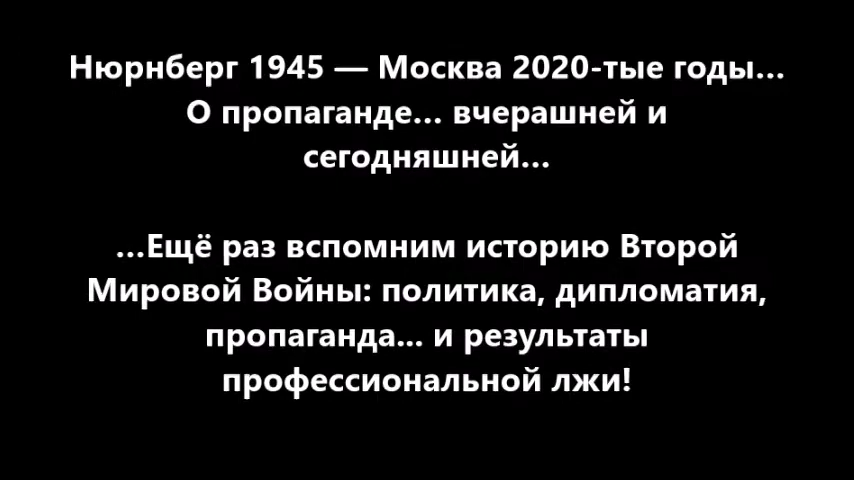 Нюрнберг 1945 — Москва 2020-тые годы...
О пропаганде... вчерашней и
сегодняшней...
...Ещё раз вспомним историю Второй
Мировой Войны: политика, дипломатия,
пропаганда... и результаты
профессиональной лжи!